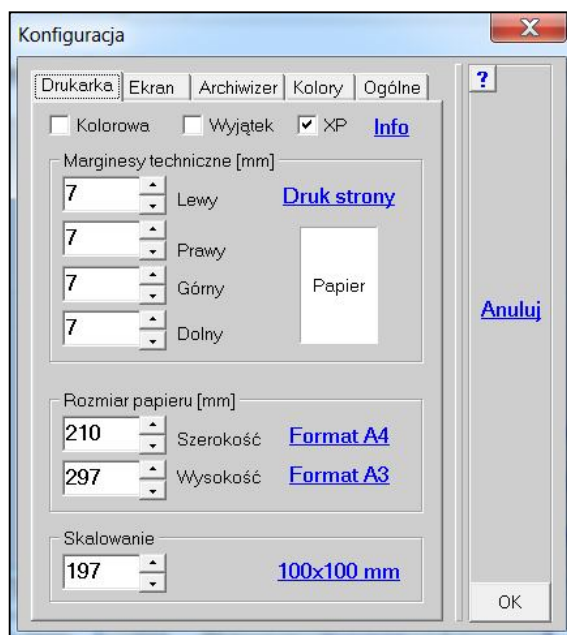 Konfiguracja
Drukarka Ekran Archiwizer Kolory Ogólne ?
Kolorowa Wyjątek XP Info
Marginesy techniczne [mm]
7 Lewy Druk strony
7 Prawy
7 Górny Papier
7 Dolny
Anuluj
Rozmiar papieru [mm]
210 Szerokość Format A4
297 Wysokość Format A3
Skalowanie
197 100x100 mm
OK